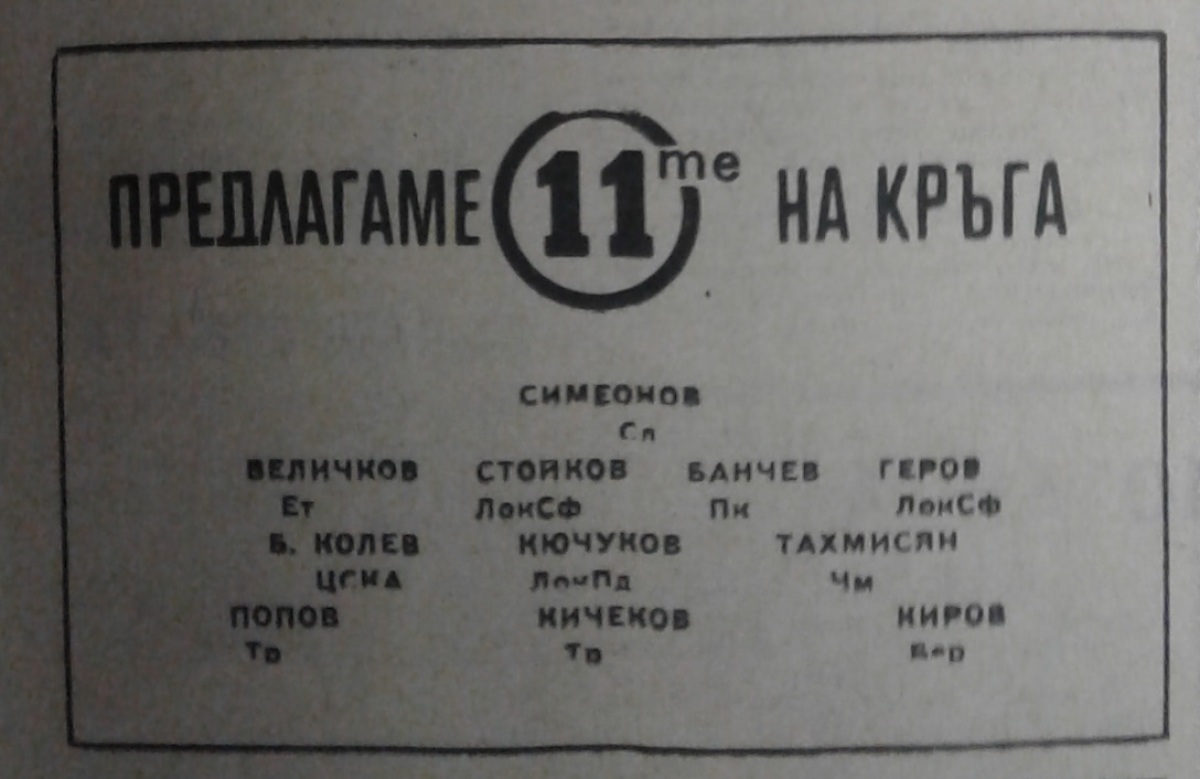 ПРЕДЛАГАМЕ 11те НА КРЪГА
СИМЕОНОВ
Сл
ВЕЛИЧКОВ СТОЙКОВ БАНЧЕВ ГЕРОВ
Ет ЛокСф Пк ЛокСф
Б. КОЛЕВ КЮЧУКОВ ТАХМИСЯН
ЦСКА ЛокПд Чм
ПОПОВ КИЧЕКОВ КИРОВ
Тр Тр Бер